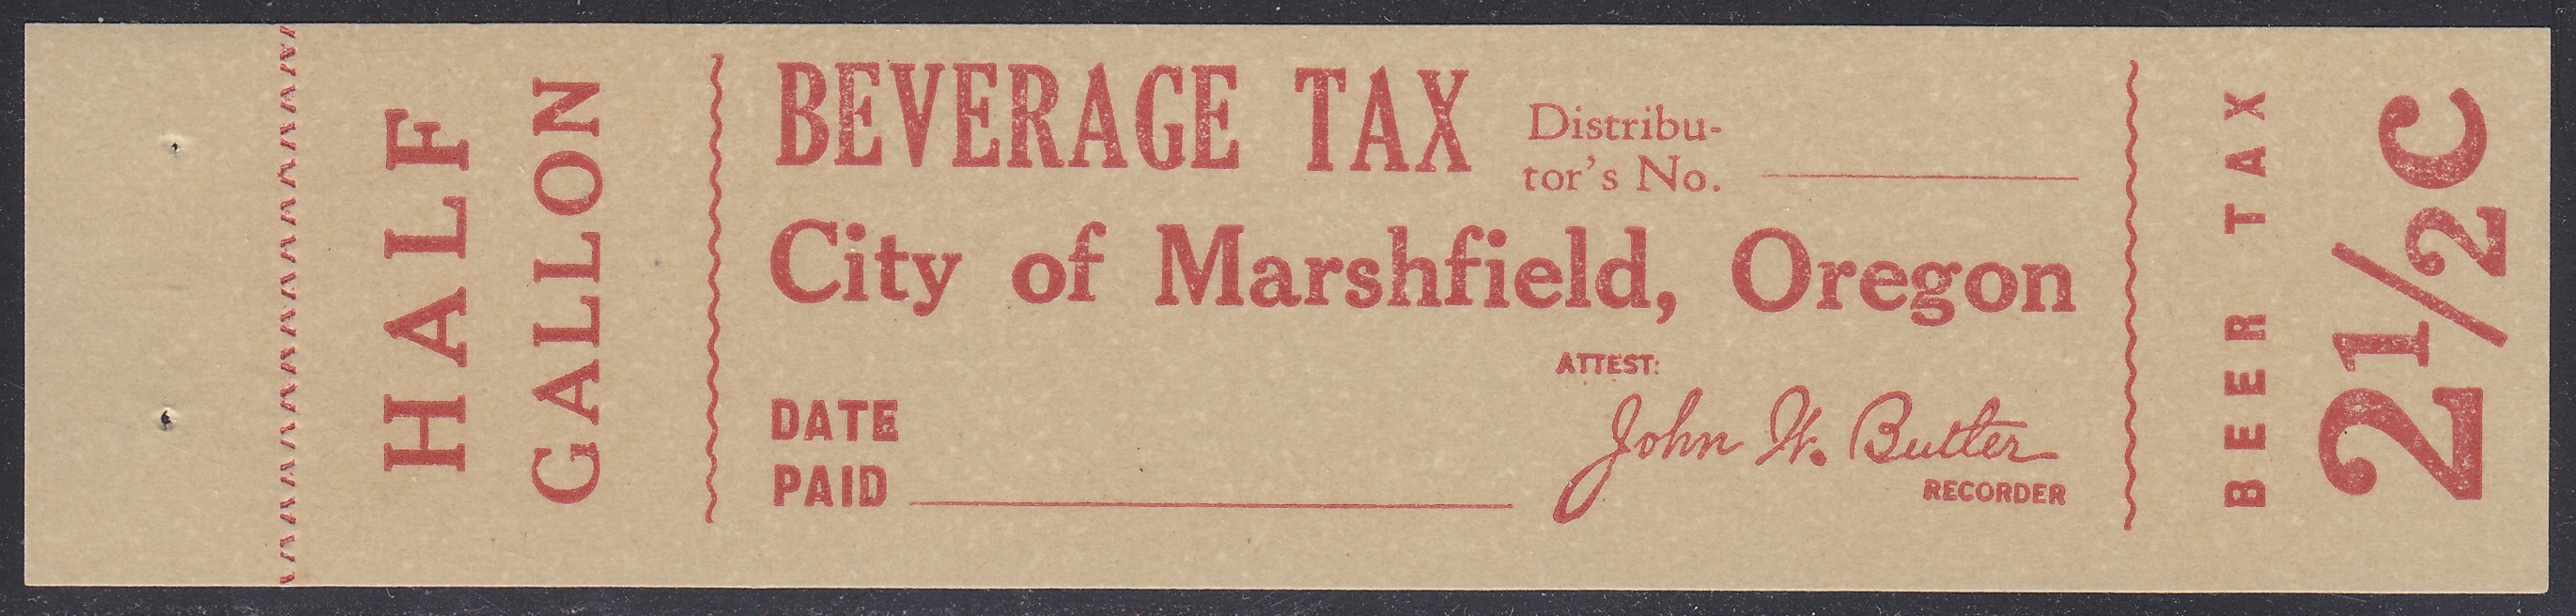 HALF
GALLON
BEVERAGE TAX
Distribu-
tor's No.
City of Marshfield, Oregon
DATE
PAID
ATTEST:
John W. Butler
RECORDER
BEER TAX
2½C